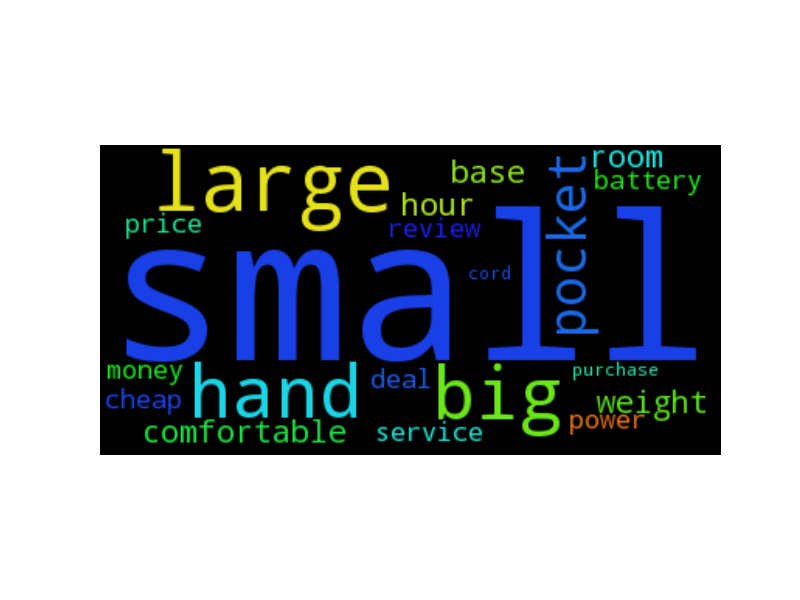 large
base
room
battery
pocket
hour
price
review
small
cord
money
hand
deal
big
purchase
cheap
weight
power
comfortable
service